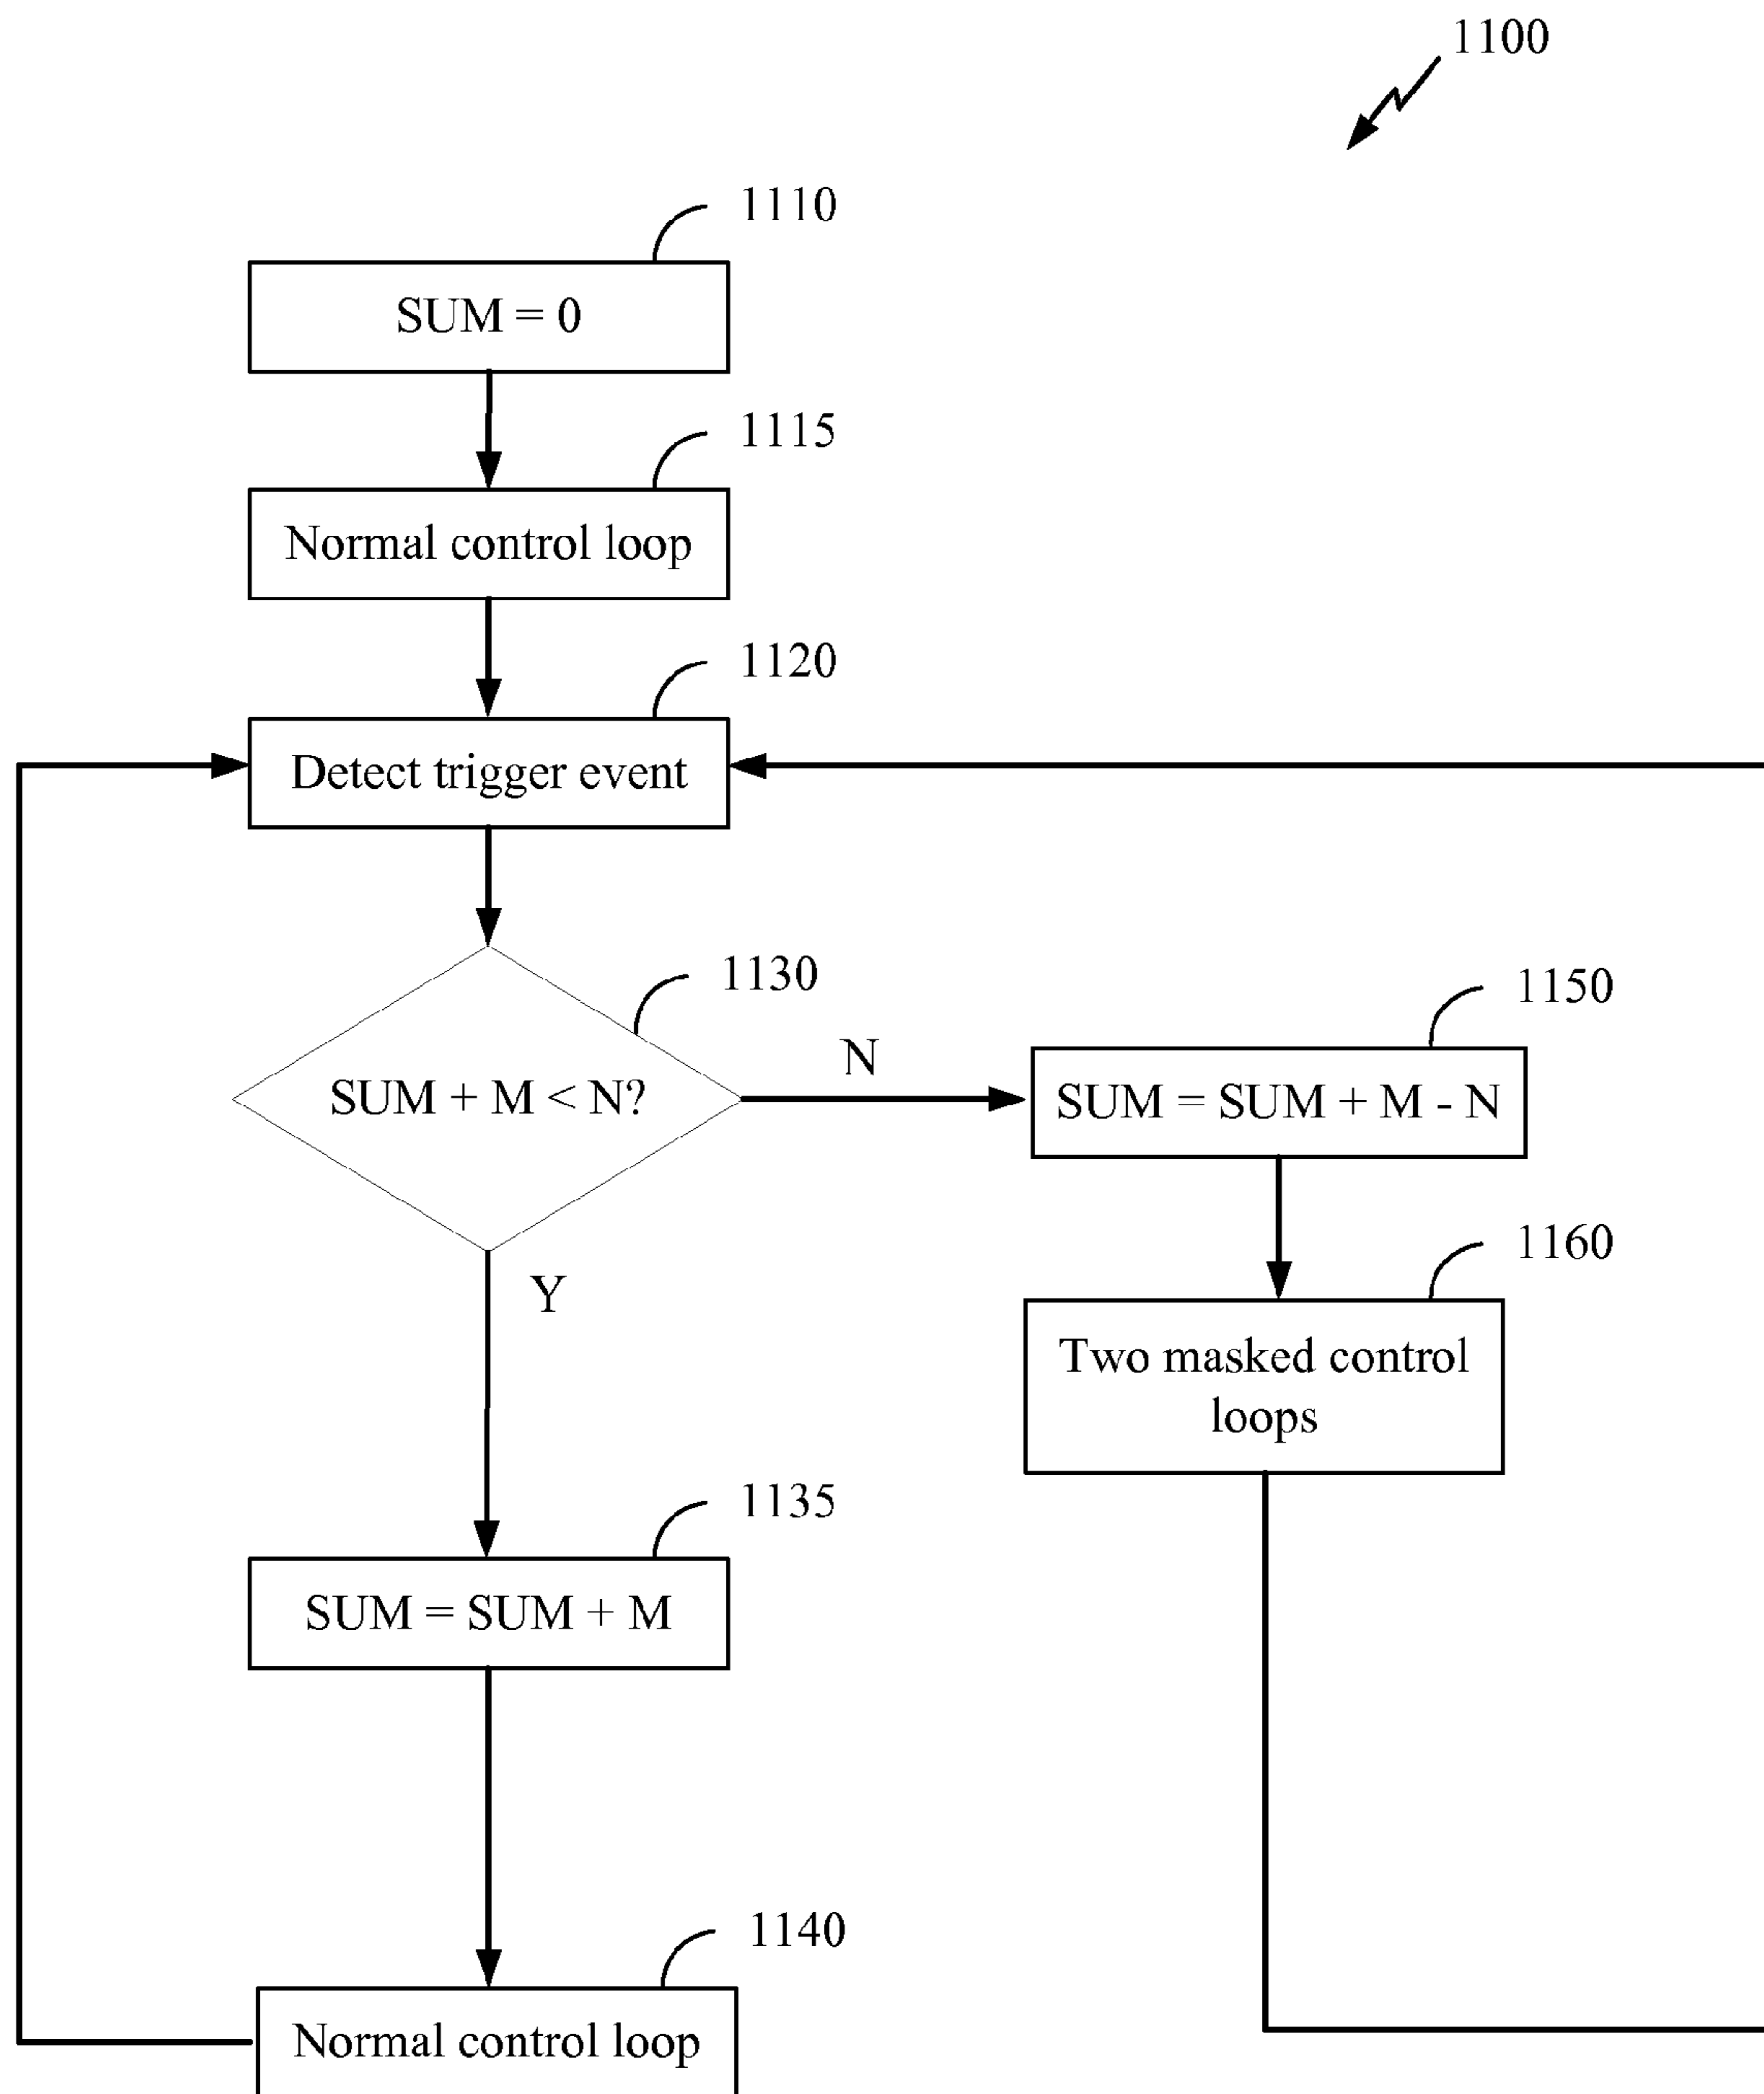 1100
1110
SUM = 0
1115
Normal control loop
1120
Detect trigger event
1130
SUM + M < N?
N
1150
SUM = SUM + M - N
Y
1160
Two masked control
loops
1135
SUM = SUM + M
1140
Normal control loop